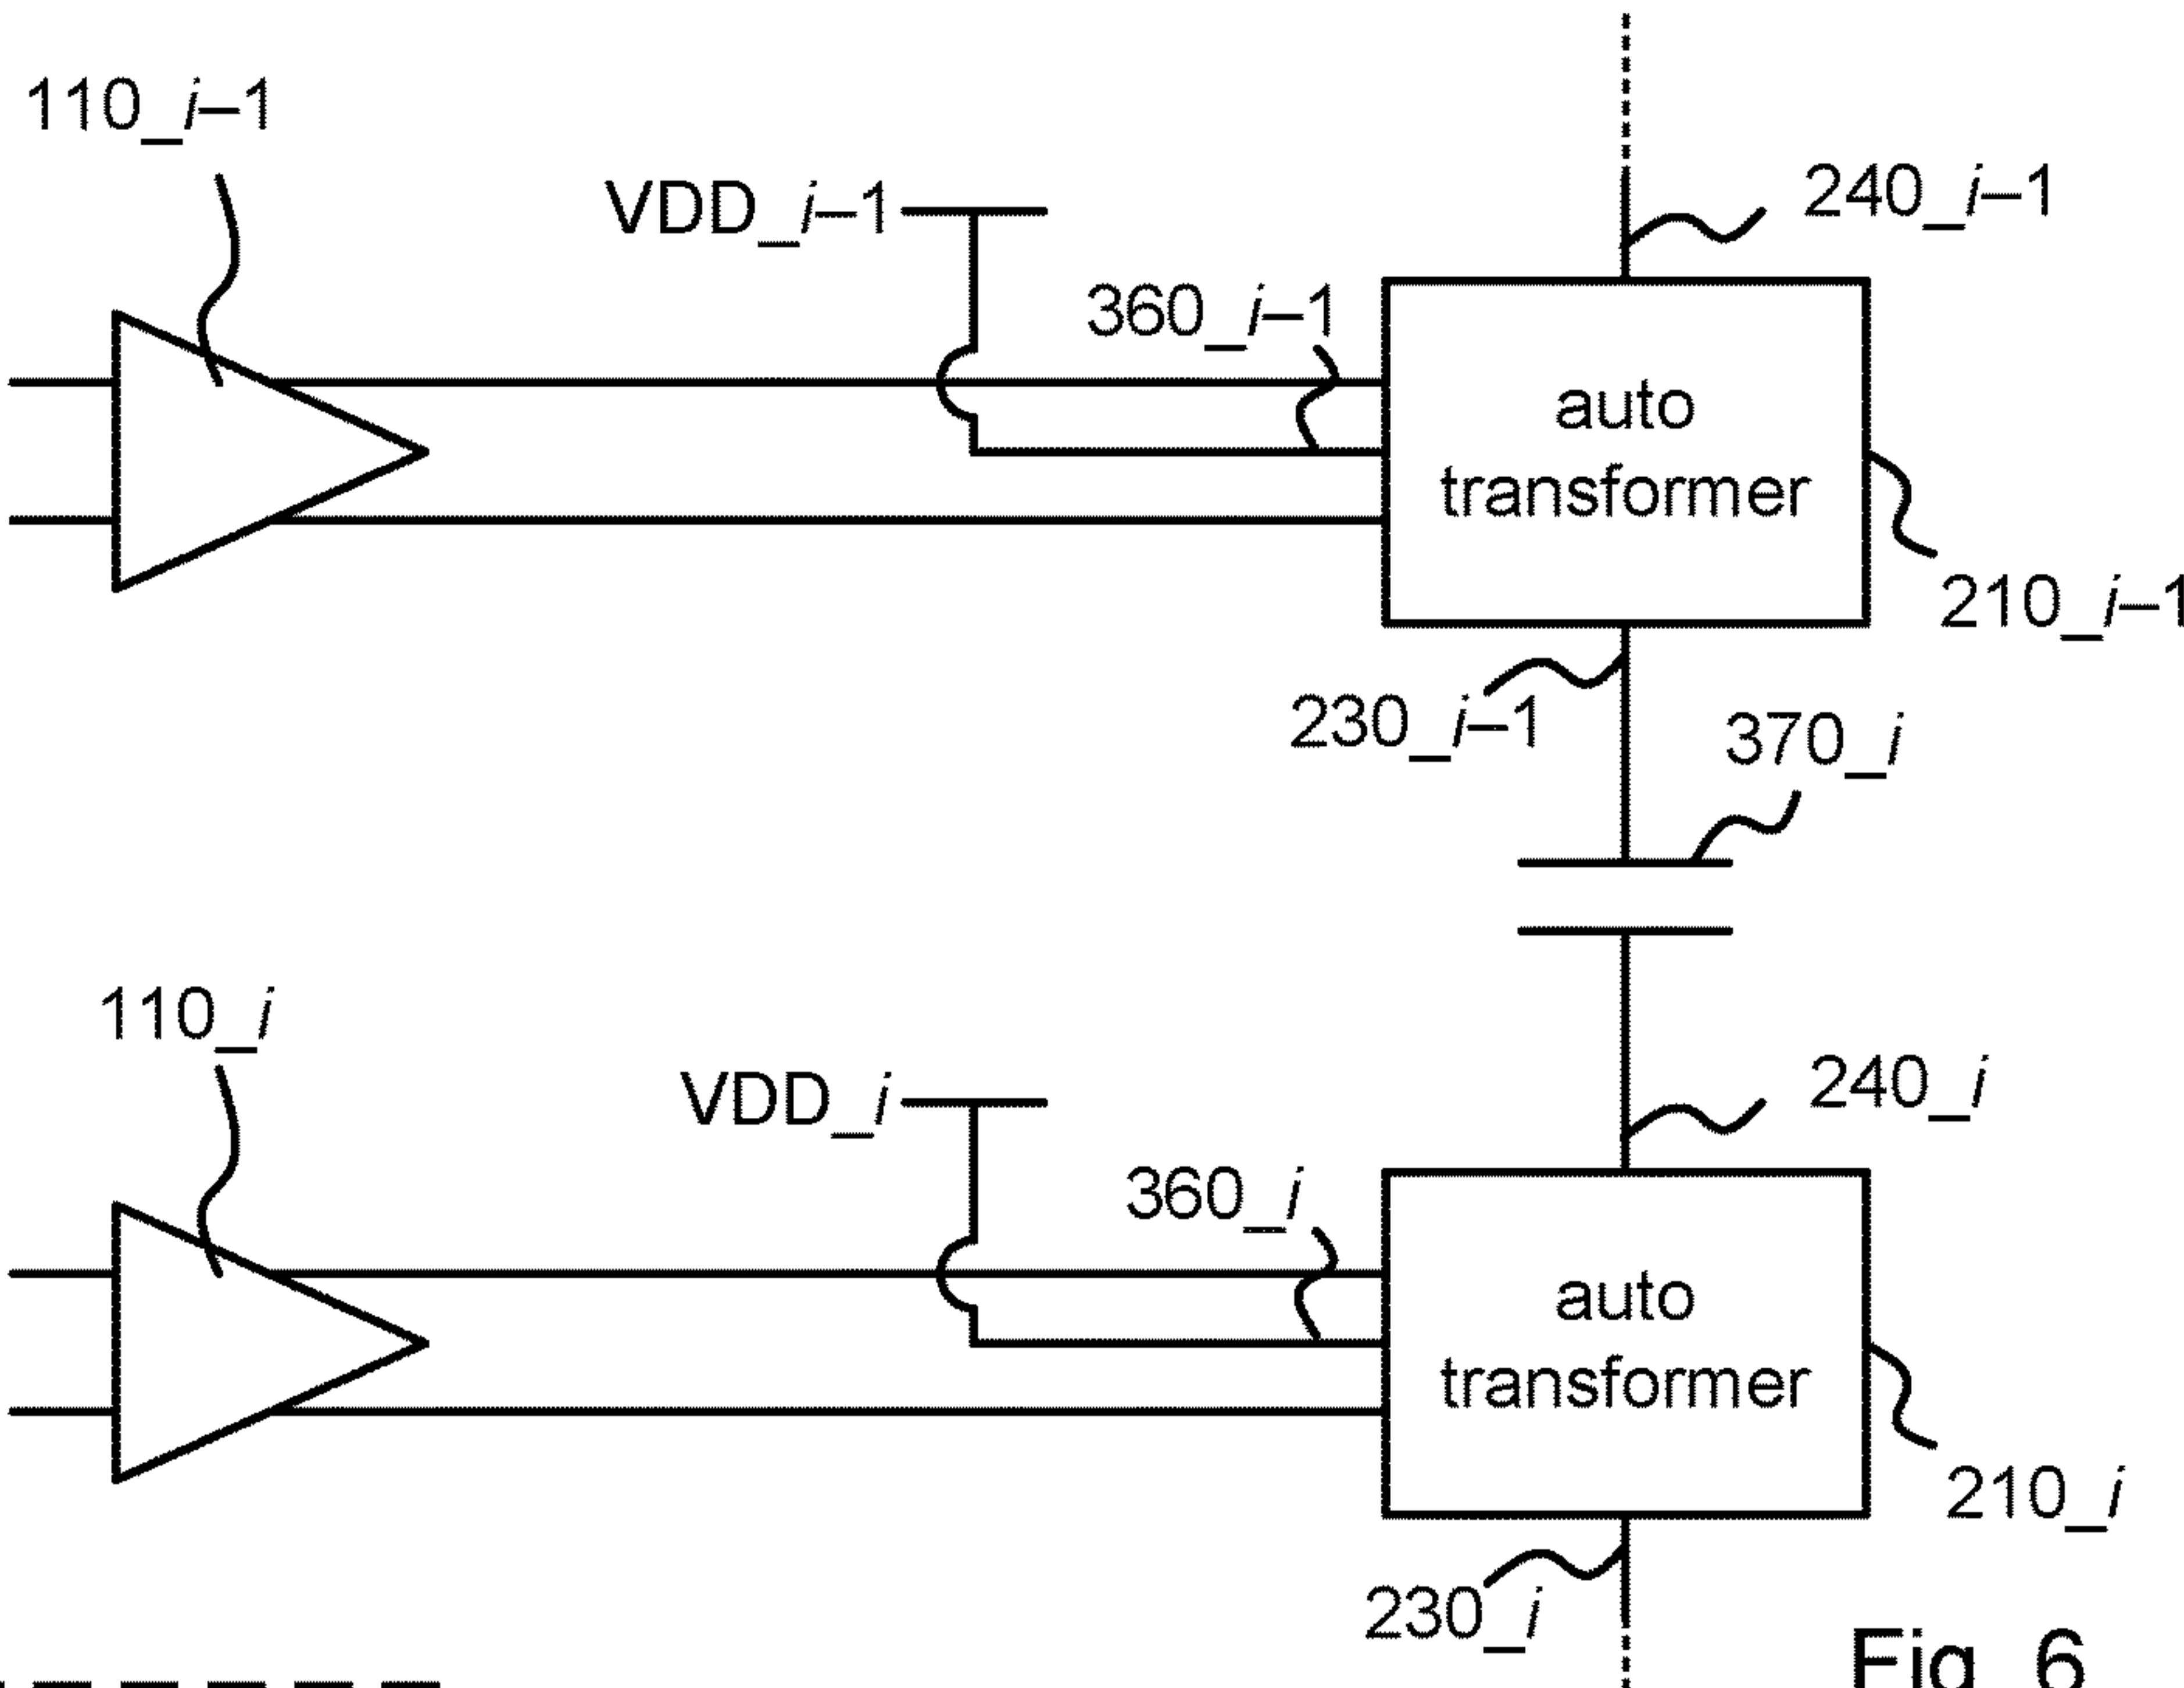 110_i–1
240_i–1
VDD_i–1
360_i–1
auto
transformer
210_i–1
230_i–1
370_i
110_i
240_i
VDD_i
360_i
auto
transformer
210_i
230_i
Fig. 6